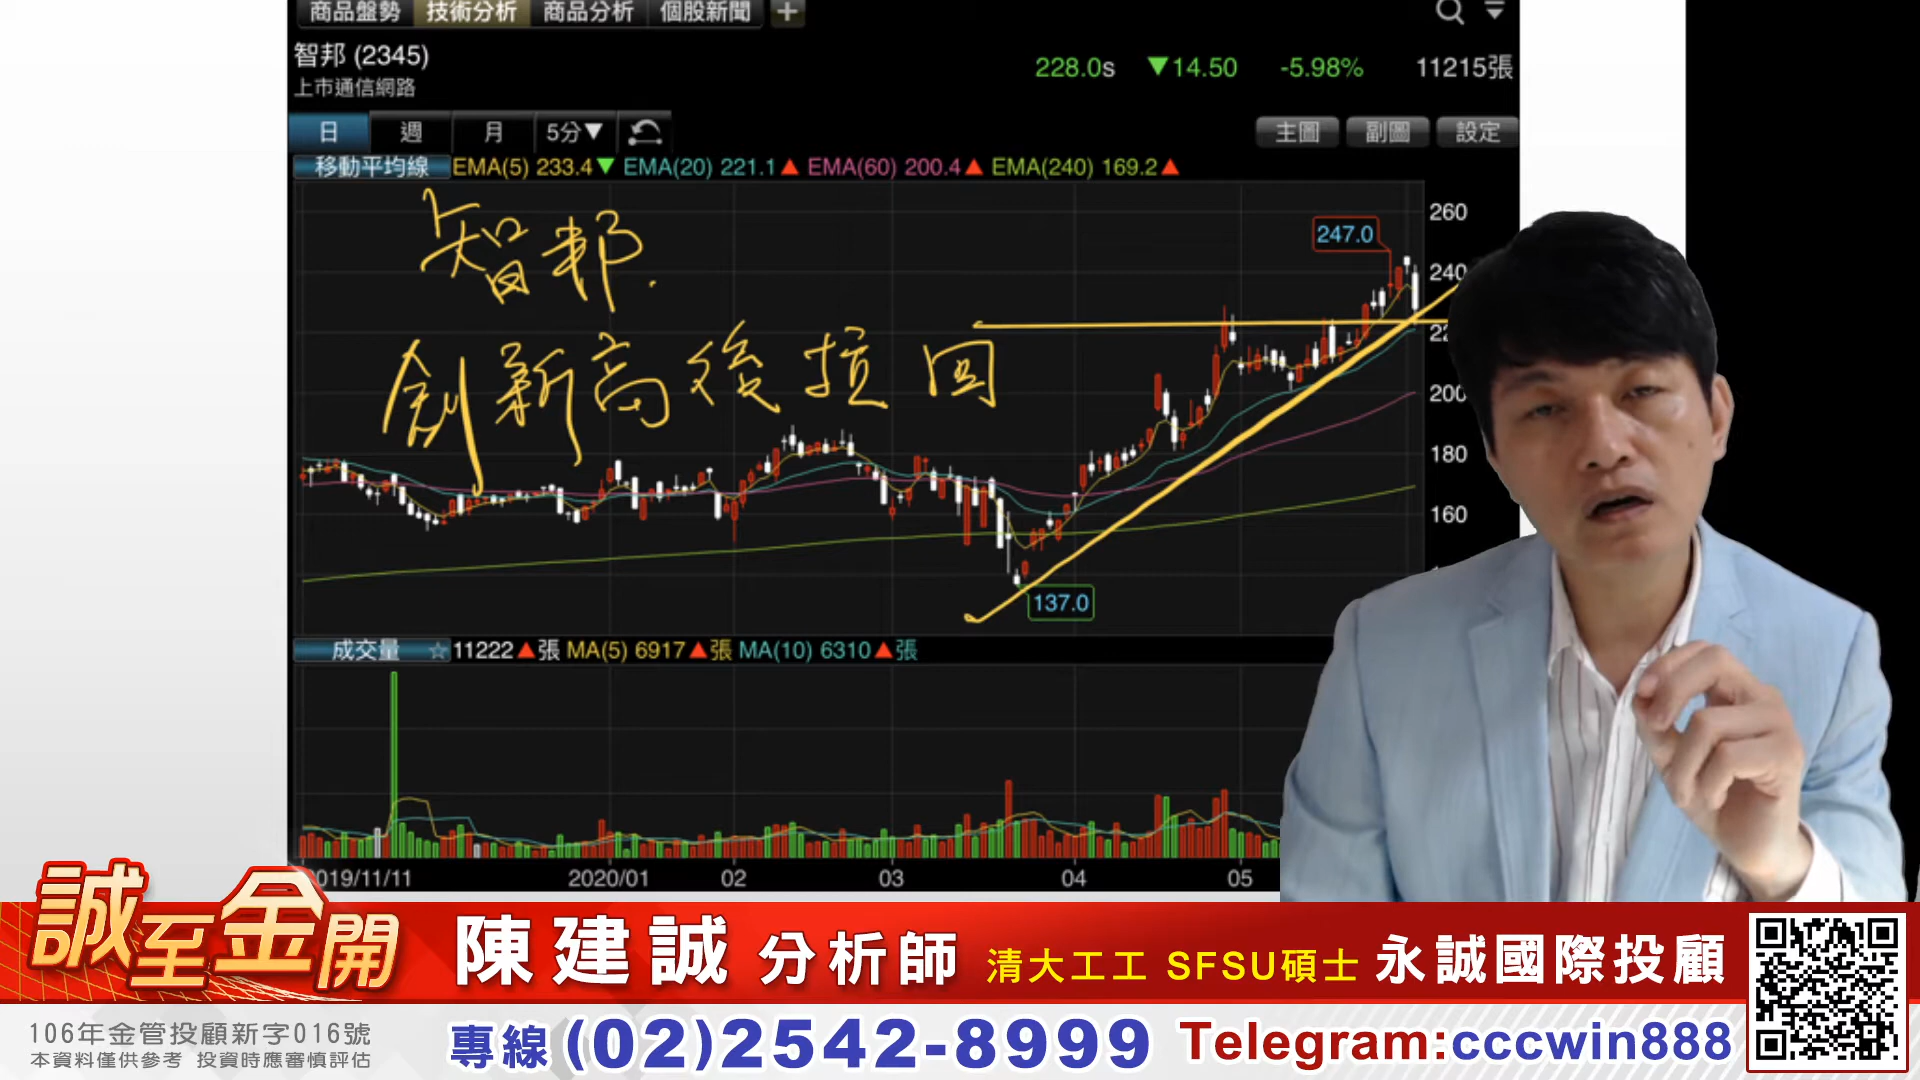 商品盤勢 技術分析 商品分析 個股新聞 +
智邦 (2345)
228.0s ▼14.50 -5.98% 11215張
上市通信網路
日 週 月 5分▼ 主圖 副圖 設定
移動平均線 EMA(5) 233.4▼ EMA(20) 221.1▲ EMA(60) 200.4▲ EMA(240) 169.2▲
智邦.
創新高後拉回
247.0
260
240
200
180
160
137.0
成交量 ☆ 11222▲張 MA(5) 6917▲張 MA(10) 6310▲張
2019/11/11 2020/01 02 03 04 05
誠至金開
陳建誠 分析師 清大工工 SFSU碩士 永誠國際投顧
106年金管投顧新字016號
本資料僅供參考 投資時應審慎評估
專線(02)2542-8999 Telegram:cccwin888